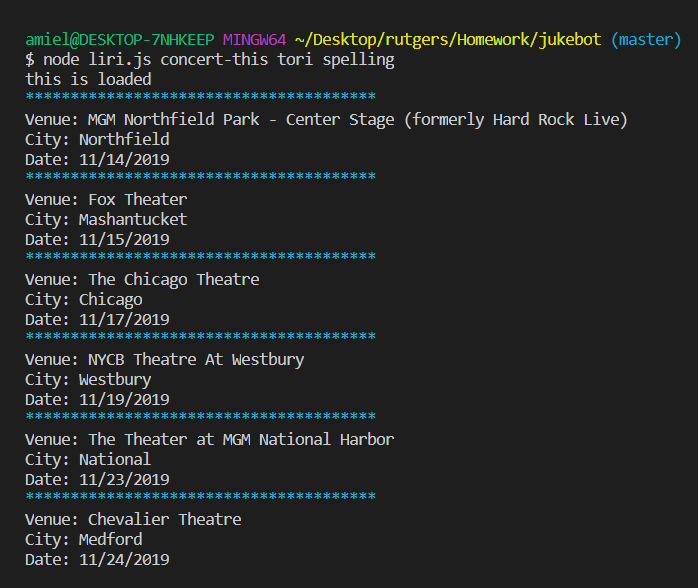 amiel@DESKTOP-7NHKEEP MINGW64 ~/Desktop/rutgers/Homework/jukebot (master)
$ node liri.js concert-this tori spelling
this is loaded
***************************************
Venue: MGM Northfield Park - Center Stage (formerly Hard Rock Live)
City: Northfield
Date: 11/14/2019
***************************************
Venue: Fox Theater
City: Mashantucket
Date: 11/15/2019
***************************************
Venue: The Chicago Theatre
City: Chicago
Date: 11/17/2019
***************************************
Venue: NYCB Theatre At Westbury
City: Westbury
Date: 11/19/2019
***************************************
Venue: The Theater at MGM National Harbor
City: National
Date: 11/23/2019
***************************************
Venue: Chevalier Theatre
City: Medford
Date: 11/24/2019